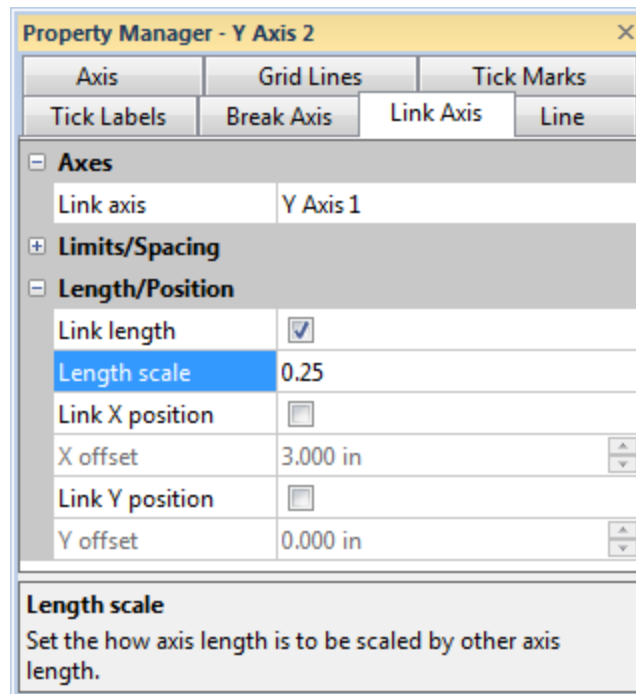 Property Manager - Y Axis 2
Axis Grid Lines Tick Marks
Tick Labels Break Axis Link Axis Line
Axes
Link axis Y Axis 1
Limits/Spacing
Length/Position
Link length
Length scale 0.25
Link X position
X offset 3.000 in
Link Y position
Y offset 0.000 in
Length scale
Set the how axis length is to be scaled by other axis
length.